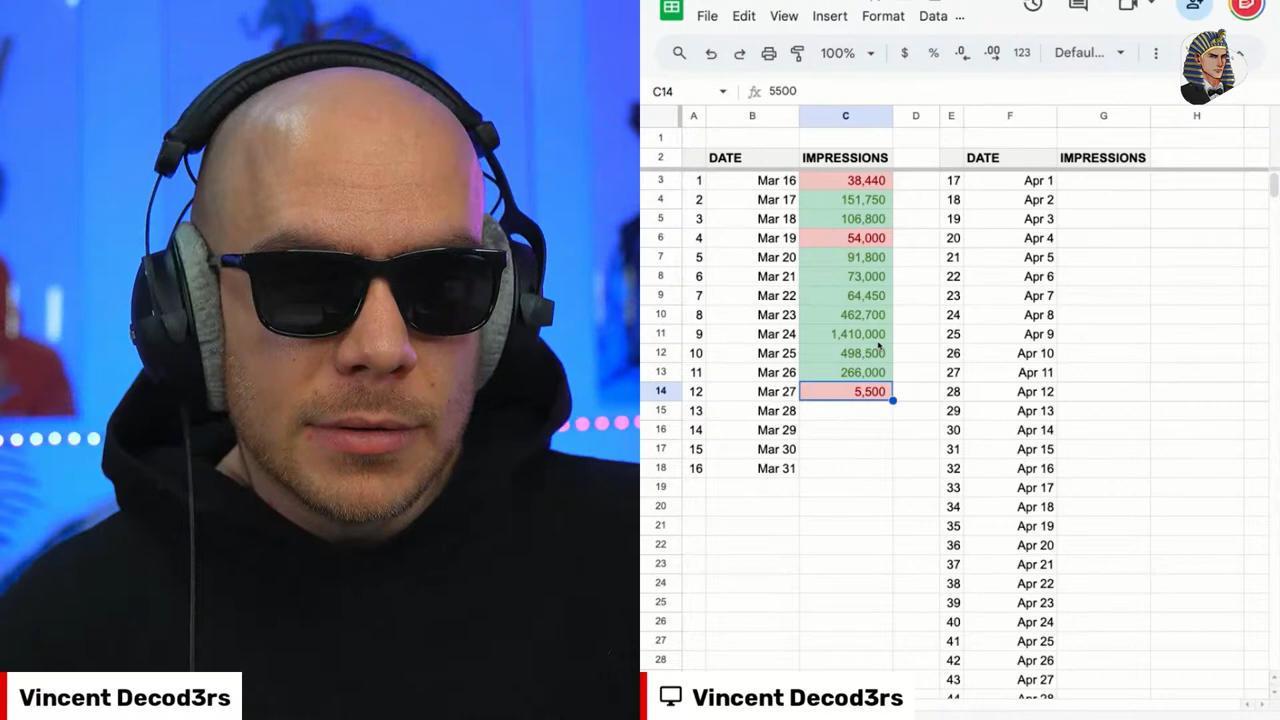 File Edit View Insert Format Data ...
100% $ % .0 .00 123 Defaul...
C14 fx 5500
A B C D E F G H
1
2 DATE IMPRESSIONS DATE IMPRESSIONS
3 1 Mar 16 38,440 17 Apr 1
4 2 Mar 17 151,750 18 Apr 2
5 3 Mar 18 106,800 19 Apr 3
6 4 Mar 19 54,000 20 Apr 4
7 5 Mar 20 91,800 21 Apr 5
8 6 Mar 21 73,000 22 Apr 6
9 7 Mar 22 64,450 23 Apr 7
10 8 Mar 23 462,700 24 Apr 8
11 9 Mar 24 1,410,000 25 Apr 9
12 10 Mar 25 498,500 26 Apr 10
13 11 Mar 26 266,000 27 Apr 11
14 12 Mar 27 5,500 28 Apr 12
15 13 Mar 28 29 Apr 13
16 14 Mar 29 30 Apr 14
17 15 Mar 30 31 Apr 15
18 16 Mar 31 32 Apr 16
19 33 Apr 17
20 34 Apr 18
21 35 Apr 19
22 36 Apr 20
23 37 Apr 21
24 38 Apr 22
25 39 Apr 23
26 40 Apr 24
27 41 Apr 25
28 42 Apr 26
43 Apr 27
44 Apr 28
Vincent Decod3rs
Vincent Decod3rs